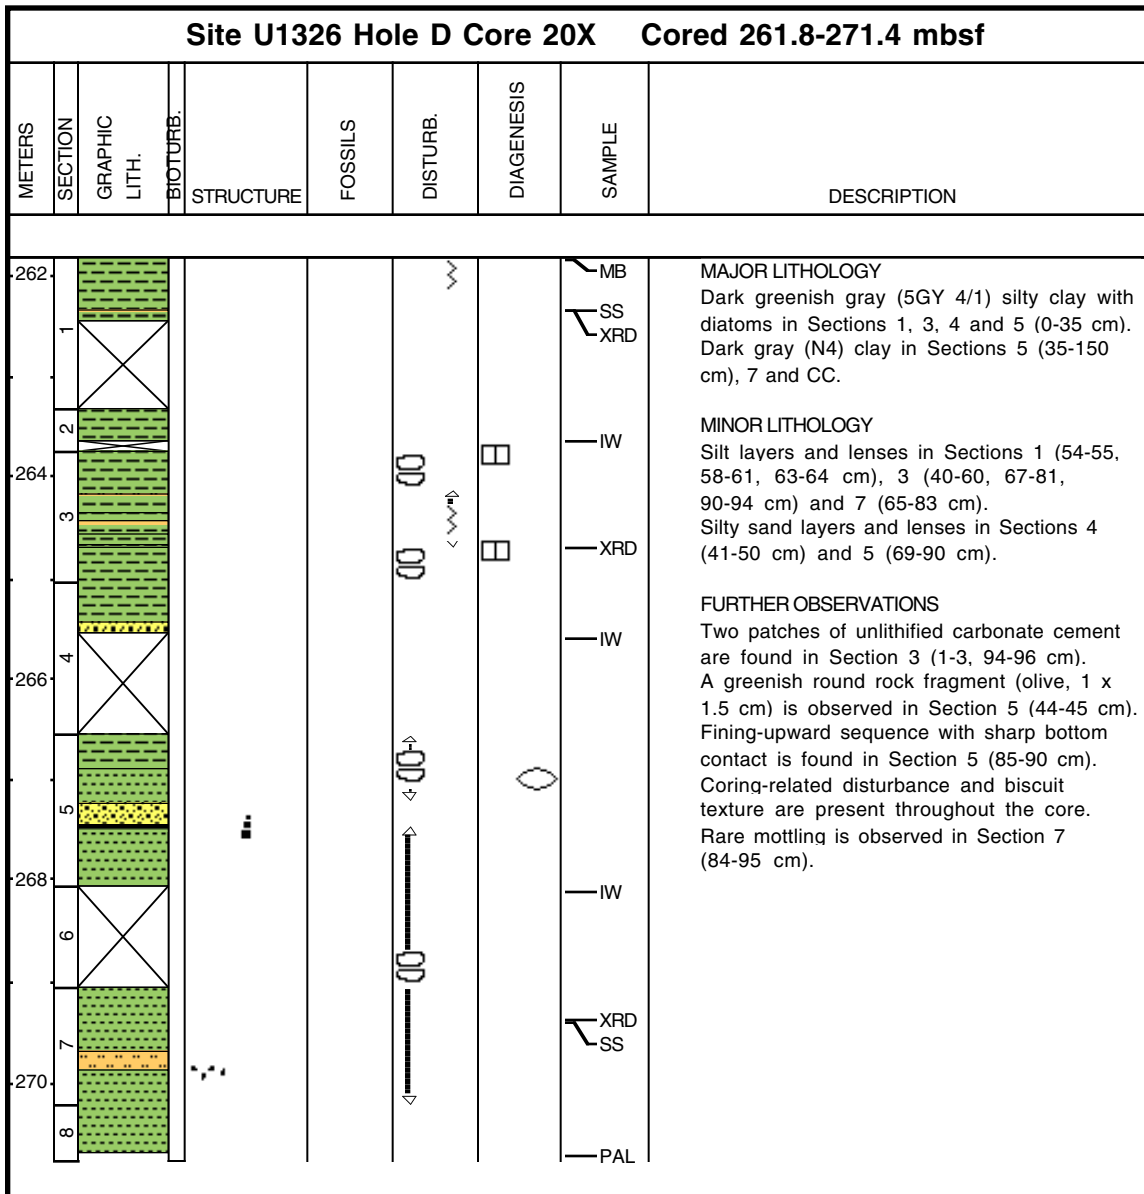 Site U1326 Hole D Core 20X Cored 261.8-271.4 mbsf
METERS
SECTION
GRAPHIC LITH.
BIOTURB.
STRUCTURE
FOSSILS
DISTURB.
DIAGENESIS
SAMPLE
DESCRIPTION
262
264
266
268
270
1
2
3
4
5
6
7
8
MB
SS
XRD
IW
XRD
IW
IW
XRD
SS
PAL
MAJOR LITHOLOGY
Dark greenish gray (5GY 4/1) silty clay with
diatoms in Sections 1, 3, 4 and 5 (0-35 cm).
Dark gray (N4) clay in Sections 5 (35-150
cm), 7 and CC.
MINOR LITHOLOGY
Silt layers and lenses in Sections 1 (54-55,
58-61, 63-64 cm), 3 (40-60, 67-81,
90-94 cm) and 7 (65-83 cm).
Silty sand layers and lenses in Sections 4
(41-50 cm) and 5 (69-90 cm).
FURTHER OBSERVATIONS
Two patches of unlithified carbonate cement
are found in Section 3 (1-3, 94-96 cm).
A greenish round rock fragment (olive, 1 x
1.5 cm) is observed in Section 5 (44-45 cm).
Fining-upward sequence with sharp bottom
contact is found in Section 5 (85-90 cm).
Coring-related disturbance and biscuit
texture are present throughout the core.
Rare mottling is observed in Section 7
(84-95 cm).